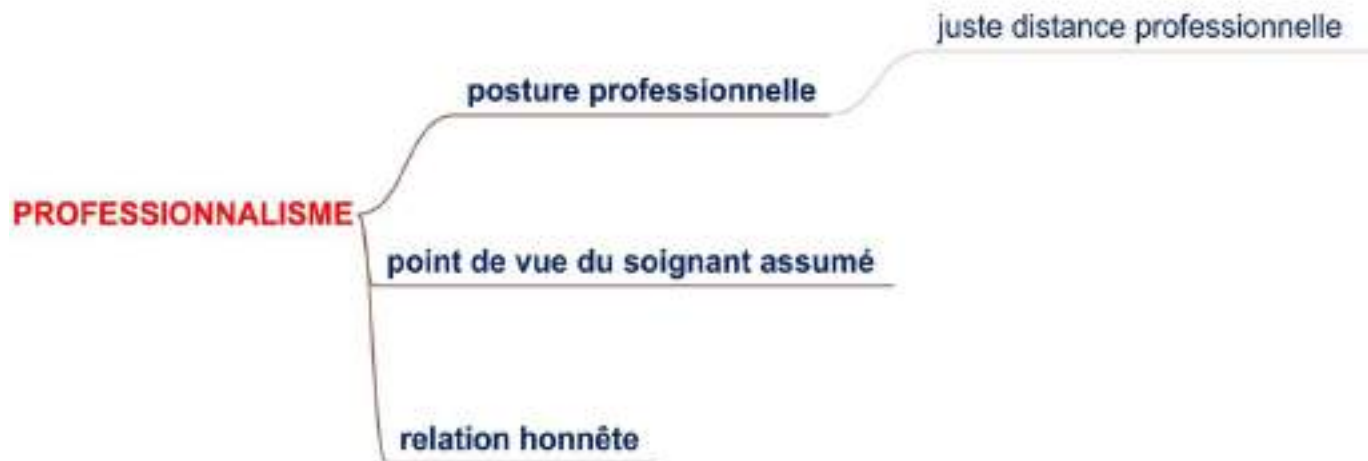 juste distance professionnelle
posture professionnelle
PROFESSIONNALISME
point de vue du soignant assumé
relation honnête